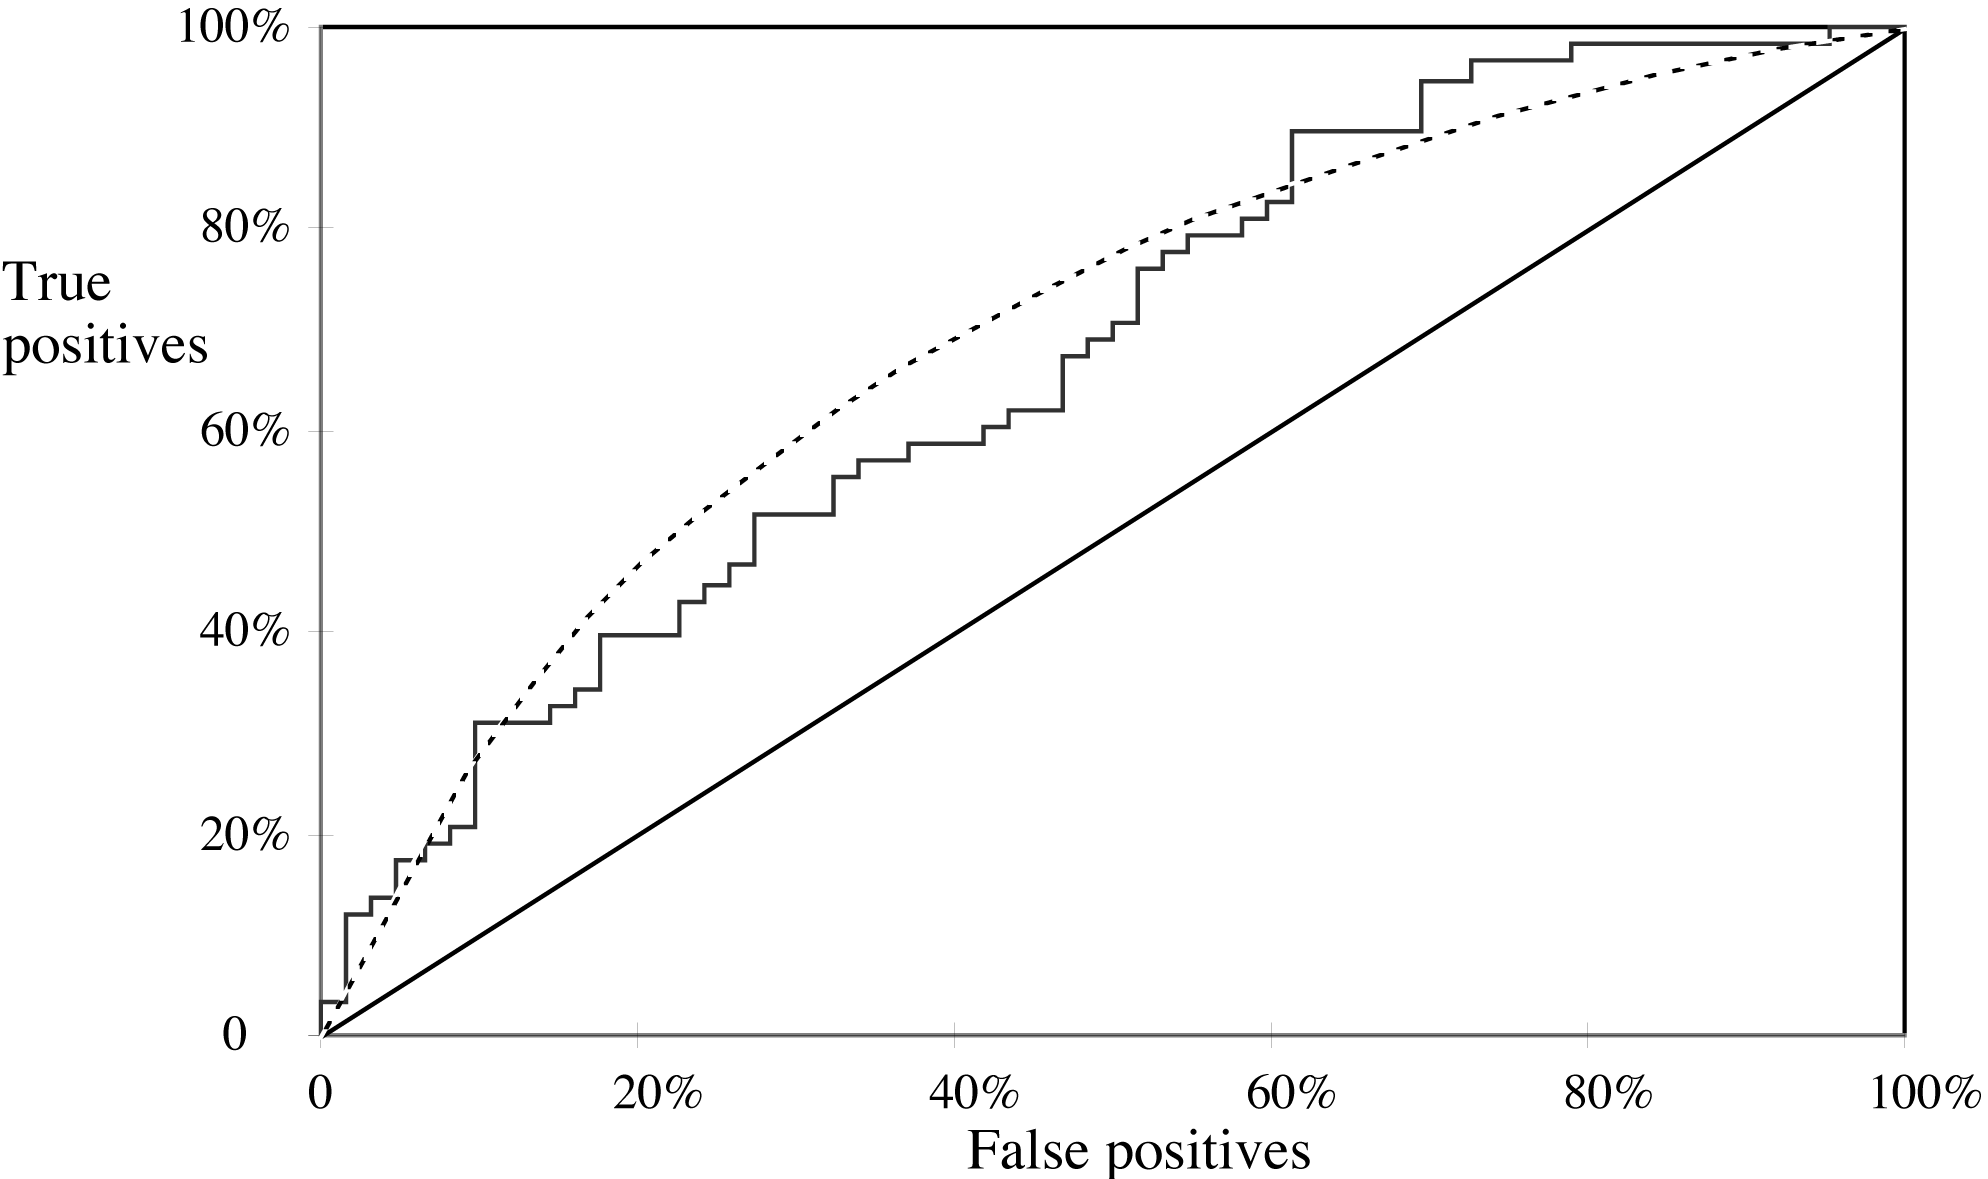 100%
80%
True
positives
60%
40%
20%
0
0 20% 40% 60% 80% 100%
False positives